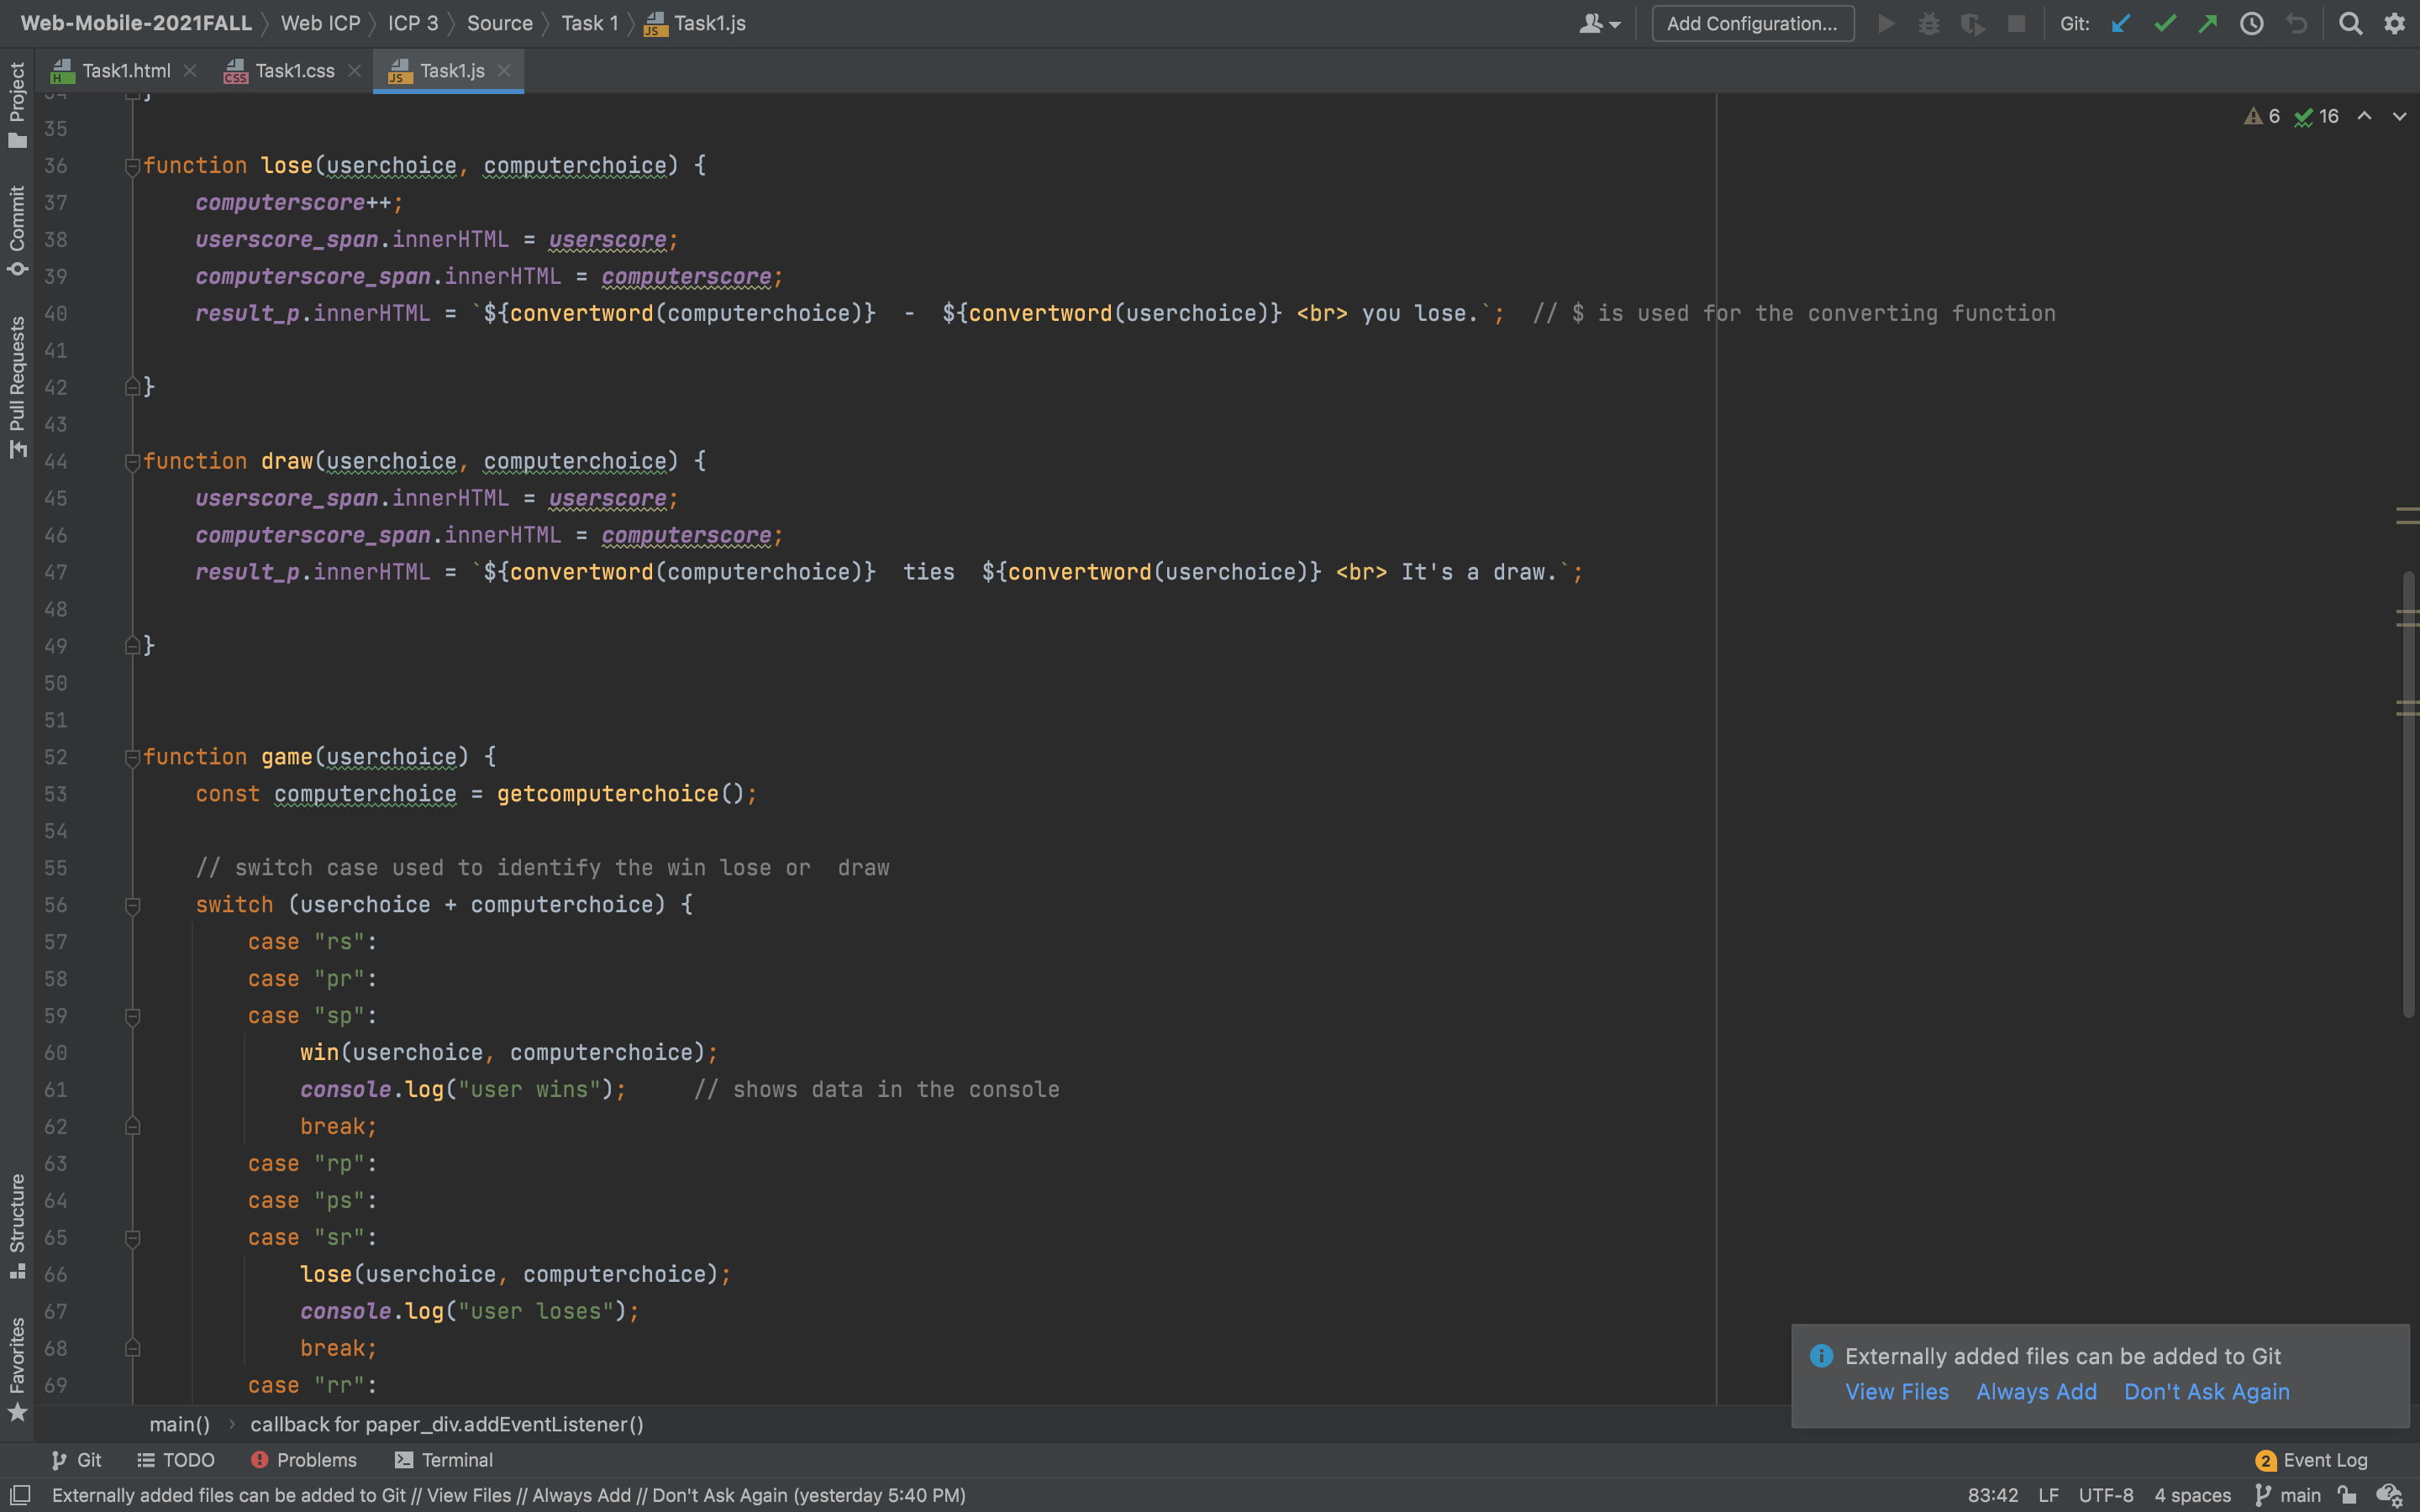 Web-Mobile-2021FALL Web ICP ICP 3 Source Task 1 Task1.js Add Configuration... Git:
Task1.html Task1.css Task1.js
Project
Commit
Pull Requests
Structure
Favorites
6 16
34 }
35
36 function lose(userchoice, computerchoice) {
37 computerscore++;
38 userscore_span.innerHTML = userscore;
39 computerscore_span.innerHTML = computerscore;
40 result_p.innerHTML = `${convertword(computerchoice)}  -  ${convertword(userchoice)} <br> you lose.`;  // $ is used for the converting function
41
42 }
43
44 function draw(userchoice, computerchoice) {
45 userscore_span.innerHTML = userscore;
46 computerscore_span.innerHTML = computerscore;
47 result_p.innerHTML = `${convertword(computerchoice)}  ties  ${convertword(userchoice)} <br> It's a draw.`;
48
49 }
50
51
52 function game(userchoice) {
53 const computerchoice = getcomputerchoice();
54
55 // switch case used to identify the win lose or  draw
56 switch (userchoice + computerchoice) {
57 case "rs":
58 case "pr":
59 case "sp":
60 win(userchoice, computerchoice);
61 console.log("user wins");     // shows data in the console
62 break;
63 case "rp":
64 case "ps":
65 case "sr":
66 lose(userchoice, computerchoice);
67 console.log("user loses");
68 break;
69 case "rr":
Externally added files can be added to Git
View Files Always Add Don't Ask Again
main() callback for paper_div.addEventListener()
Git TODO Problems Terminal 2 Event Log
Externally added files can be added to Git // View Files // Always Add // Don't Ask Again (yesterday 5:40 PM) 83:42 LF UTF-8 4 spaces main